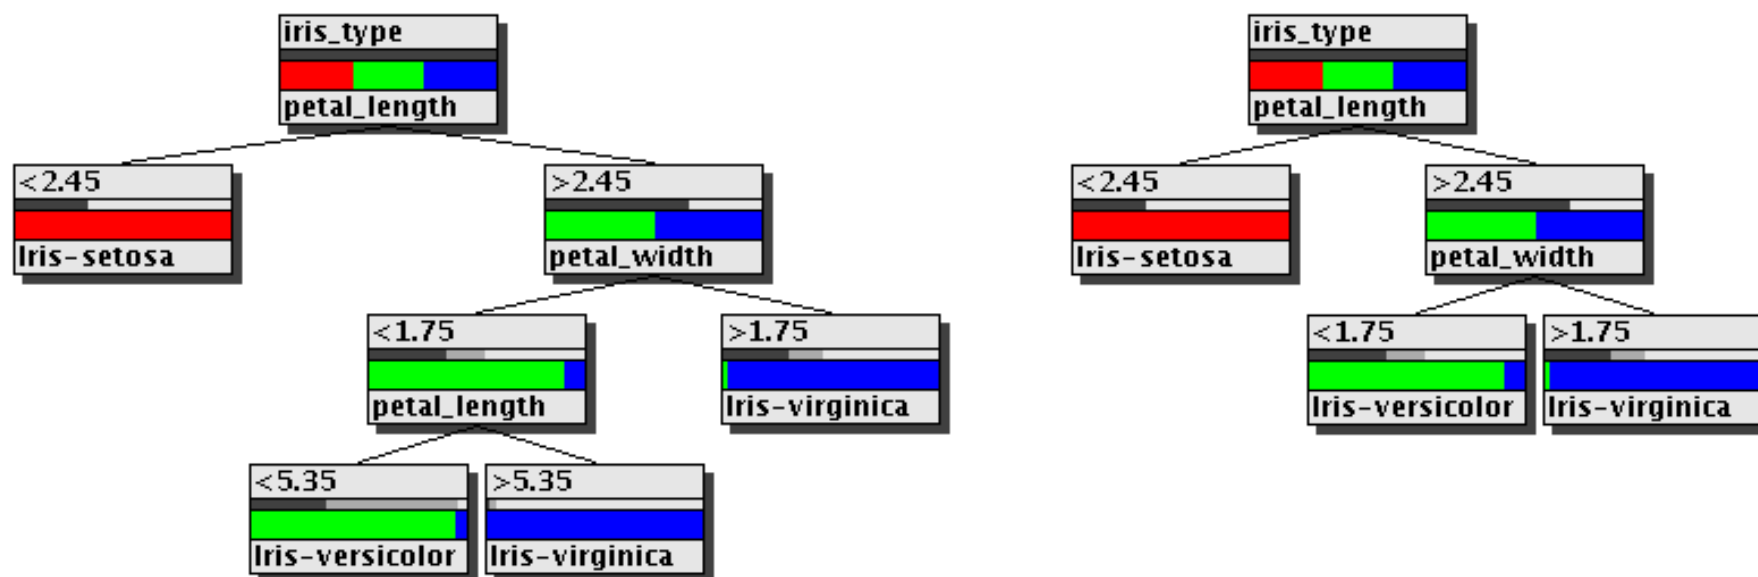 iris_type
petal_length
<2.45
Iris-setosa
>2.45
petal_width
<1.75
petal_length
>1.75
Iris-virginica
<5.35
Iris-versicolor
>5.35
Iris-virginica
iris_type
petal_length
<2.45
Iris-setosa
>2.45
petal_width
<1.75
Iris-versicolor
>1.75
Iris-virginica